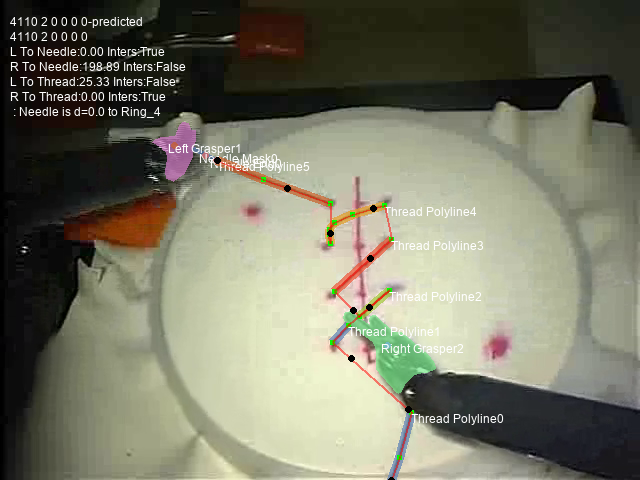 4110 2 0 0 0 0-predicted
4110 2 0 0 0 0
L To Needle:0.00 Inters:True
R To Needle:198.89 Inters:False
L To Thread:25.33 Inters:False
R To Thread:0.00 Inters:True
: Needle is d=0.0 to Ring_4
Left Grasper1
Needle Mask0
Thread Polyline5
Thread Polyline4
Thread Polyline3
Thread Polyline2
Thread Polyline1
Right Grasper2
Thread Polyline0